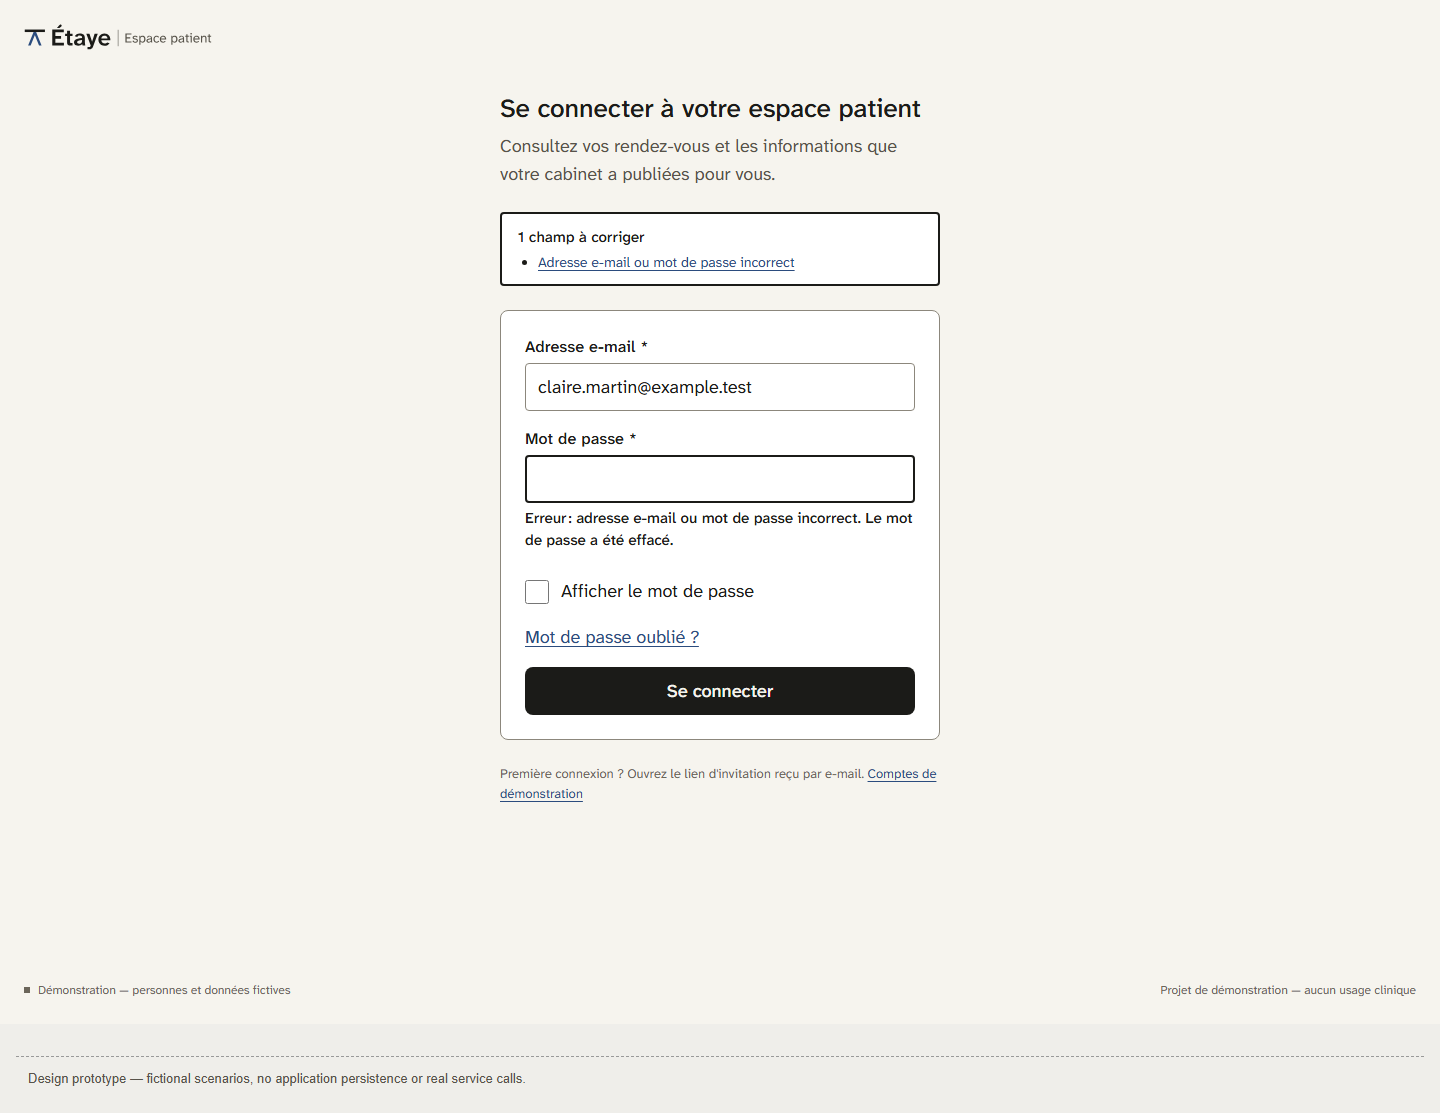 Étaye | Espace patient
Se connecter à votre espace patient
Consultez vos rendez-vous et les informations que
votre cabinet a publiées pour vous.
1 champ à corriger
• Adresse e-mail ou mot de passe incorrect
Adresse e-mail *
claire.martin@example.test
Mot de passe *
Erreur : adresse e-mail ou mot de passe incorrect. Le mot
de passe a été effacé.
Afficher le mot de passe
Mot de passe oublié ?
Se connecter
Première connexion ? Ouvrez le lien d'invitation reçu par e-mail. Comptes de
démonstration
Démonstration — personnes et données fictives
Projet de démonstration — aucun usage clinique
Design prototype — fictional scenarios, no application persistence or real service calls.